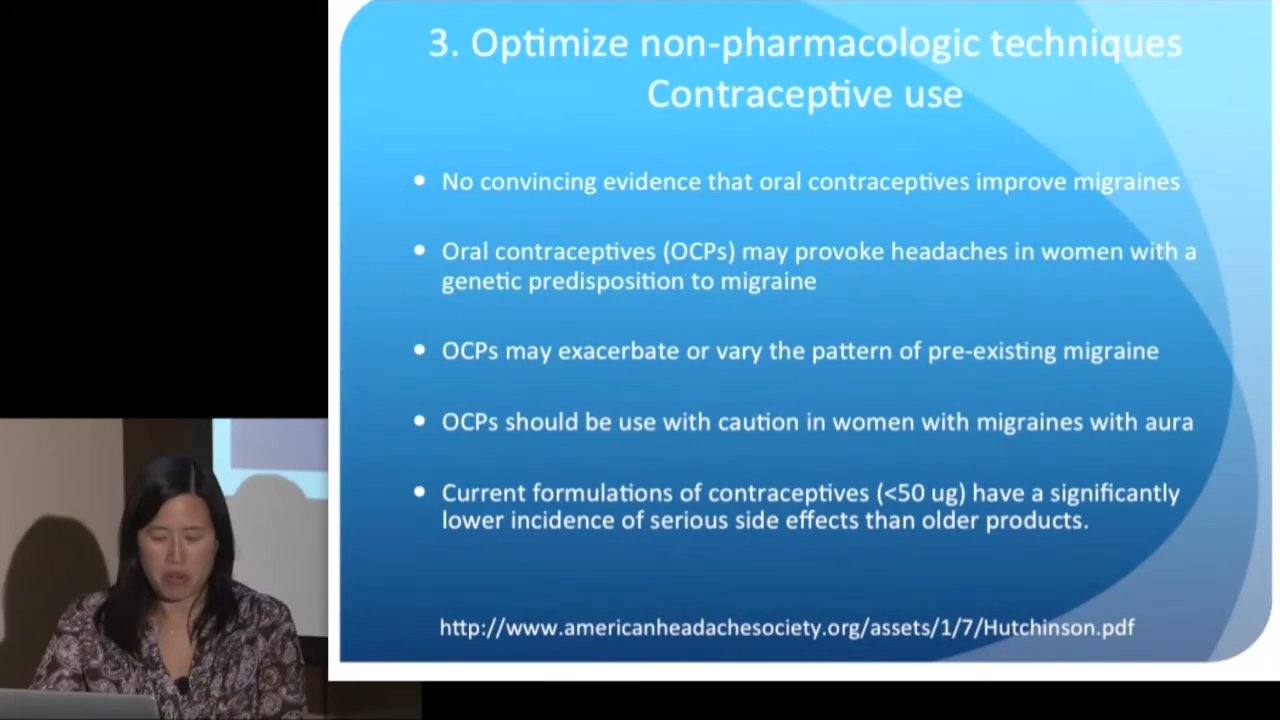 3. Optimize non-pharmacologic techniques
Contraceptive use
• No convincing evidence that oral contraceptives improve migraines
• Oral contraceptives (OCPs) may provoke headaches in women with a
genetic predisposition to migraine
• OCPs may exacerbate or vary the pattern of pre-existing migraine
• OCPs should be use with caution in women with migraines with aura
• Current formulations of contraceptives (<50 ug) have a significantly
lower incidence of serious side effects than older products.
http://www.americanheadachesociety.org/assets/1/7/Hutchinson.pdf